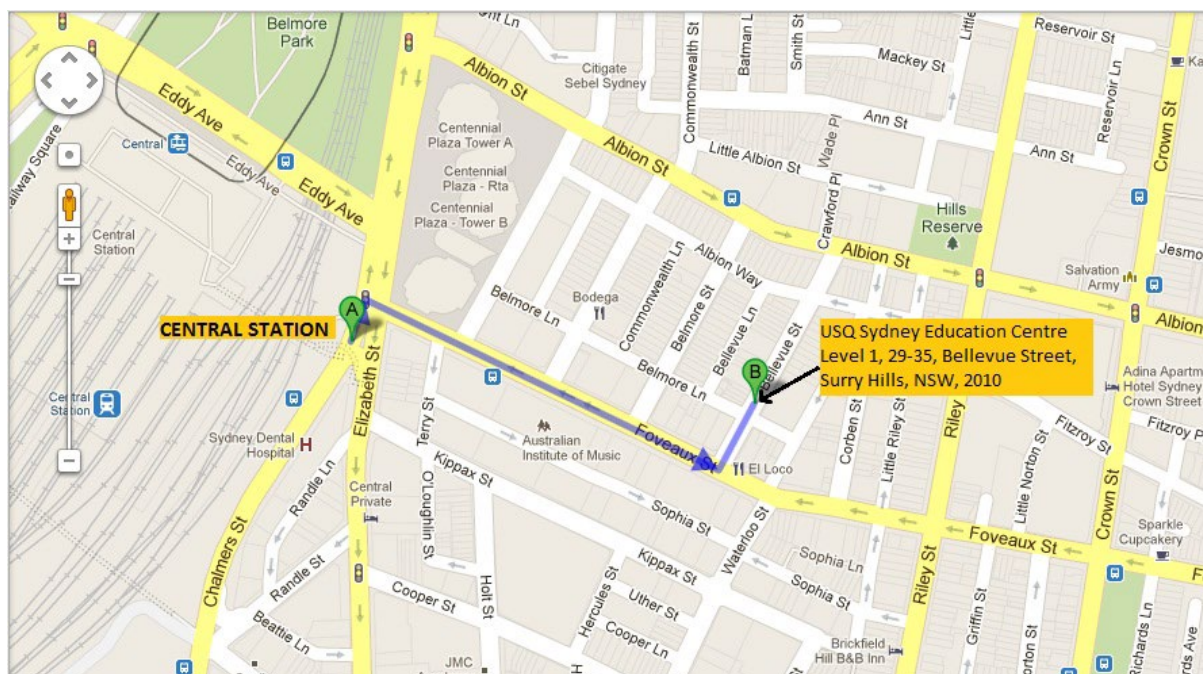 Belmore
Park
Eddy Ave
Central
Eddy Ave
Eddy Ave
Central
Station
CENTRAL STATION
A
Central
Station
Albion St
Citigate
Sebel Sydney
Centennial
Plaza Tower A
Centennial
Plaza - Rta
Centennial
Plaza - Tower B
Commonwealth St
Batman Ln
Smith St
Mackey St
Reservoir St
Reservoir Ln
Ann St
Ann St
Wade Pl
Little Albion St
Albion St
Crawford Pl
Hills
Reserve
Crown St
Albion St
Albion Way
Salvation
Army
Belmore Ln
Bodega
Commonwealth Ln
Belmore St
Bellevue Ln
Bellevue St
Belmore Ln
B
USQ Sydney Education Centre
Level 1, 29-35, Bellevue Street,
Surry Hills, NSW, 2010
Adina Apartm
Hotel Sydney
Crown Street
Elizabeth St
Terry St
Australian
Institute of Music
Foveaux St
El Loco
Corben St
Little Riley St
Riley St
Fitzroy St
Fitzroy P
Little Norton St
Crown St
Sydney Dental
Hospital
H
Randle Ln
Central
Private
Kippax St
O'Loughlin St
Sophia St
Waterloo St
Foveaux St
Sparkle
Cupcakery
Chalmers St
Randle St
Beattie Ln
Cooper St
Holt St
Hercules St
Kippax St
Uther St
Cooper Ln
Sophia Ln
Sophia St
Riley St
Griffin St
Brickfield
Hill B&B Inn
Richards Ln
JMC